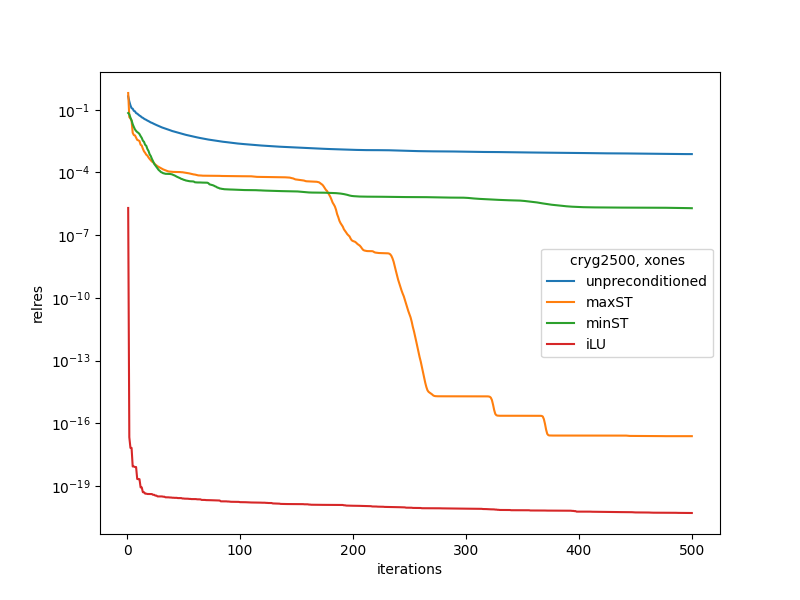 10⁻¹
10⁻⁴
10⁻⁷
10⁻¹⁰
10⁻¹³
10⁻¹⁶
10⁻¹⁹
relres
cryg2500, xones
unpreconditioned
maxST
minST
iLU
0 100 200 300 400 500
iterations